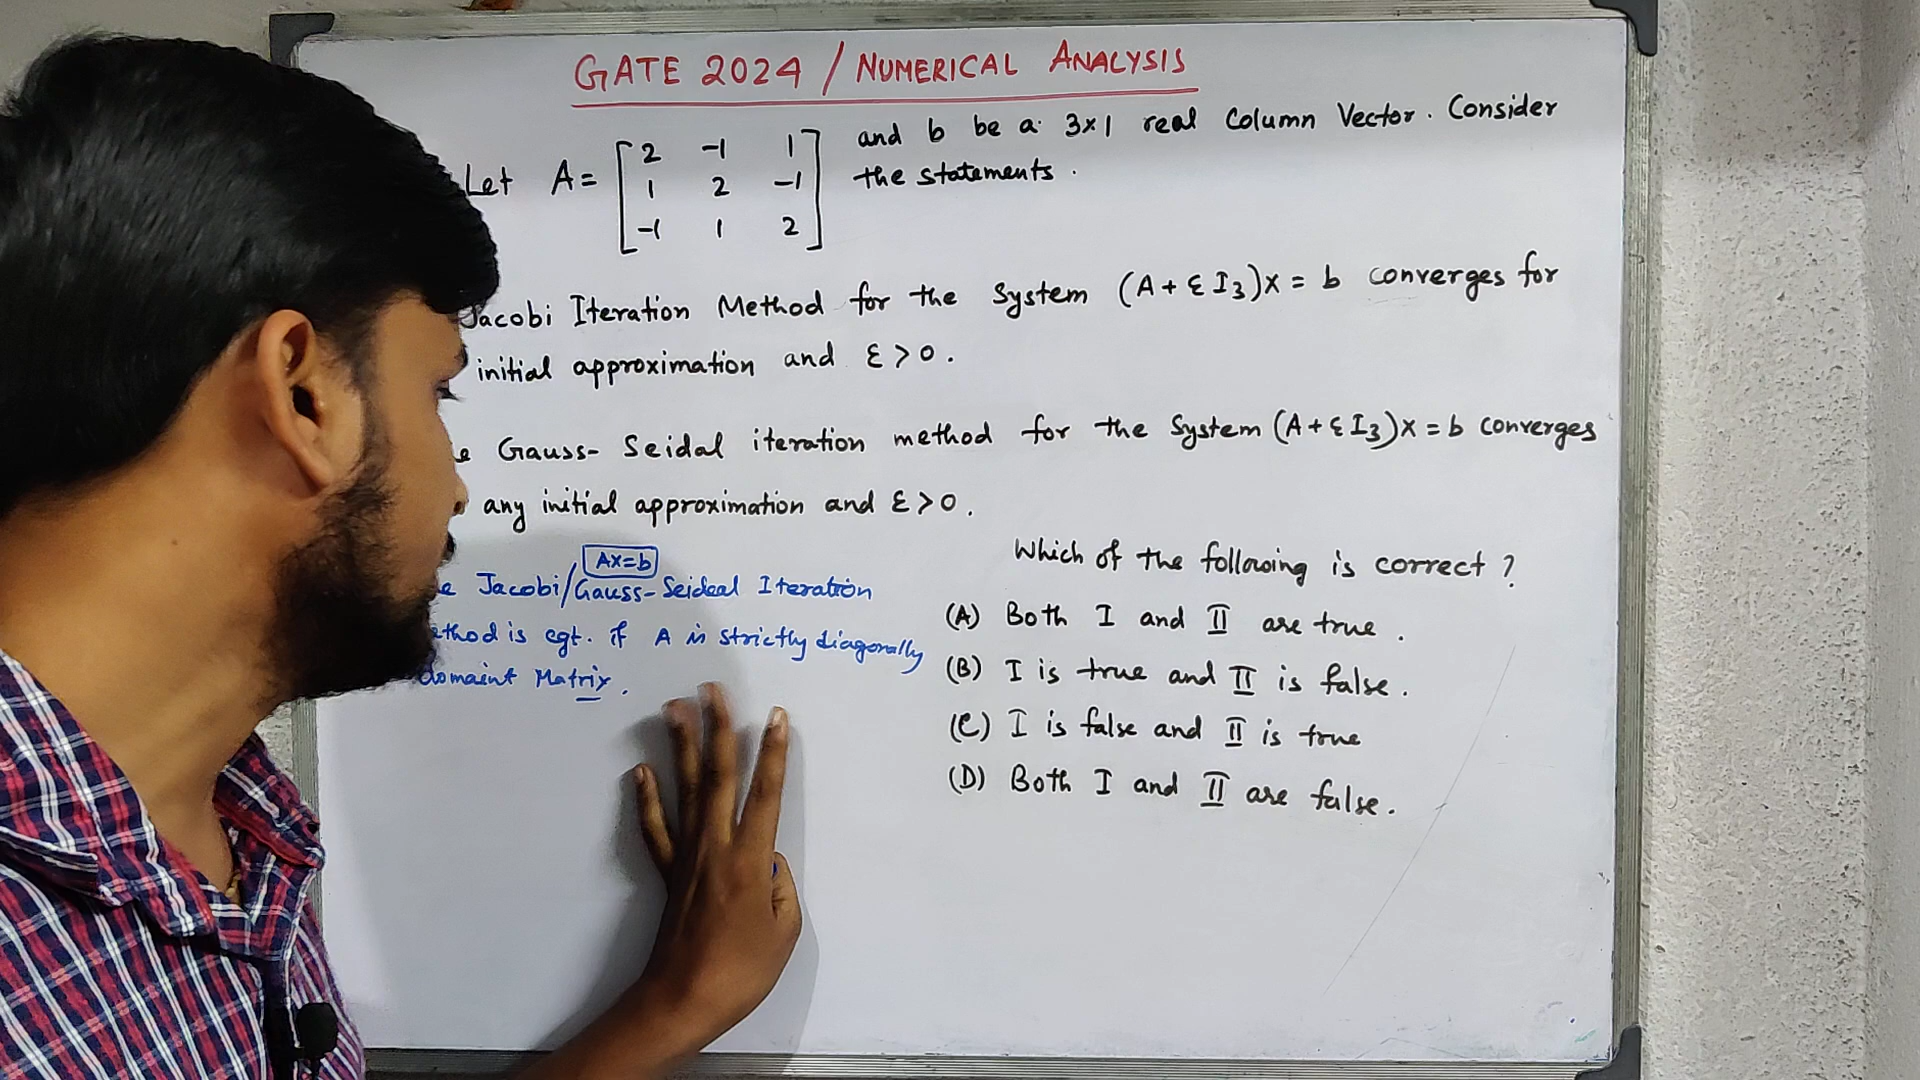 GATE 2024 / NUMERICAL ANALYSIS
Let A = [ 2 -1 1 and b be a 3x1 real Column Vector. Consider
1 2 -1 the statements.
-1 1 2 ]
Jacobi Iteration Method for the System (A + ε I₃)x = b converges for
initial approximation and ε > 0.
Gauss- Seidal iteration method for the System (A + ε I₃)x = b converges
any initial approximation and ε > 0.
Ax=b
Jacobi/Gauss-Seideal Iteration
is cgt. if A is strictly diagonally
domaint Matrix.
Which of the following is correct ?
(A) Both I and II are true.
(B) I is true and II is false.
(C) I is false and II is true
(D) Both I and II are false.